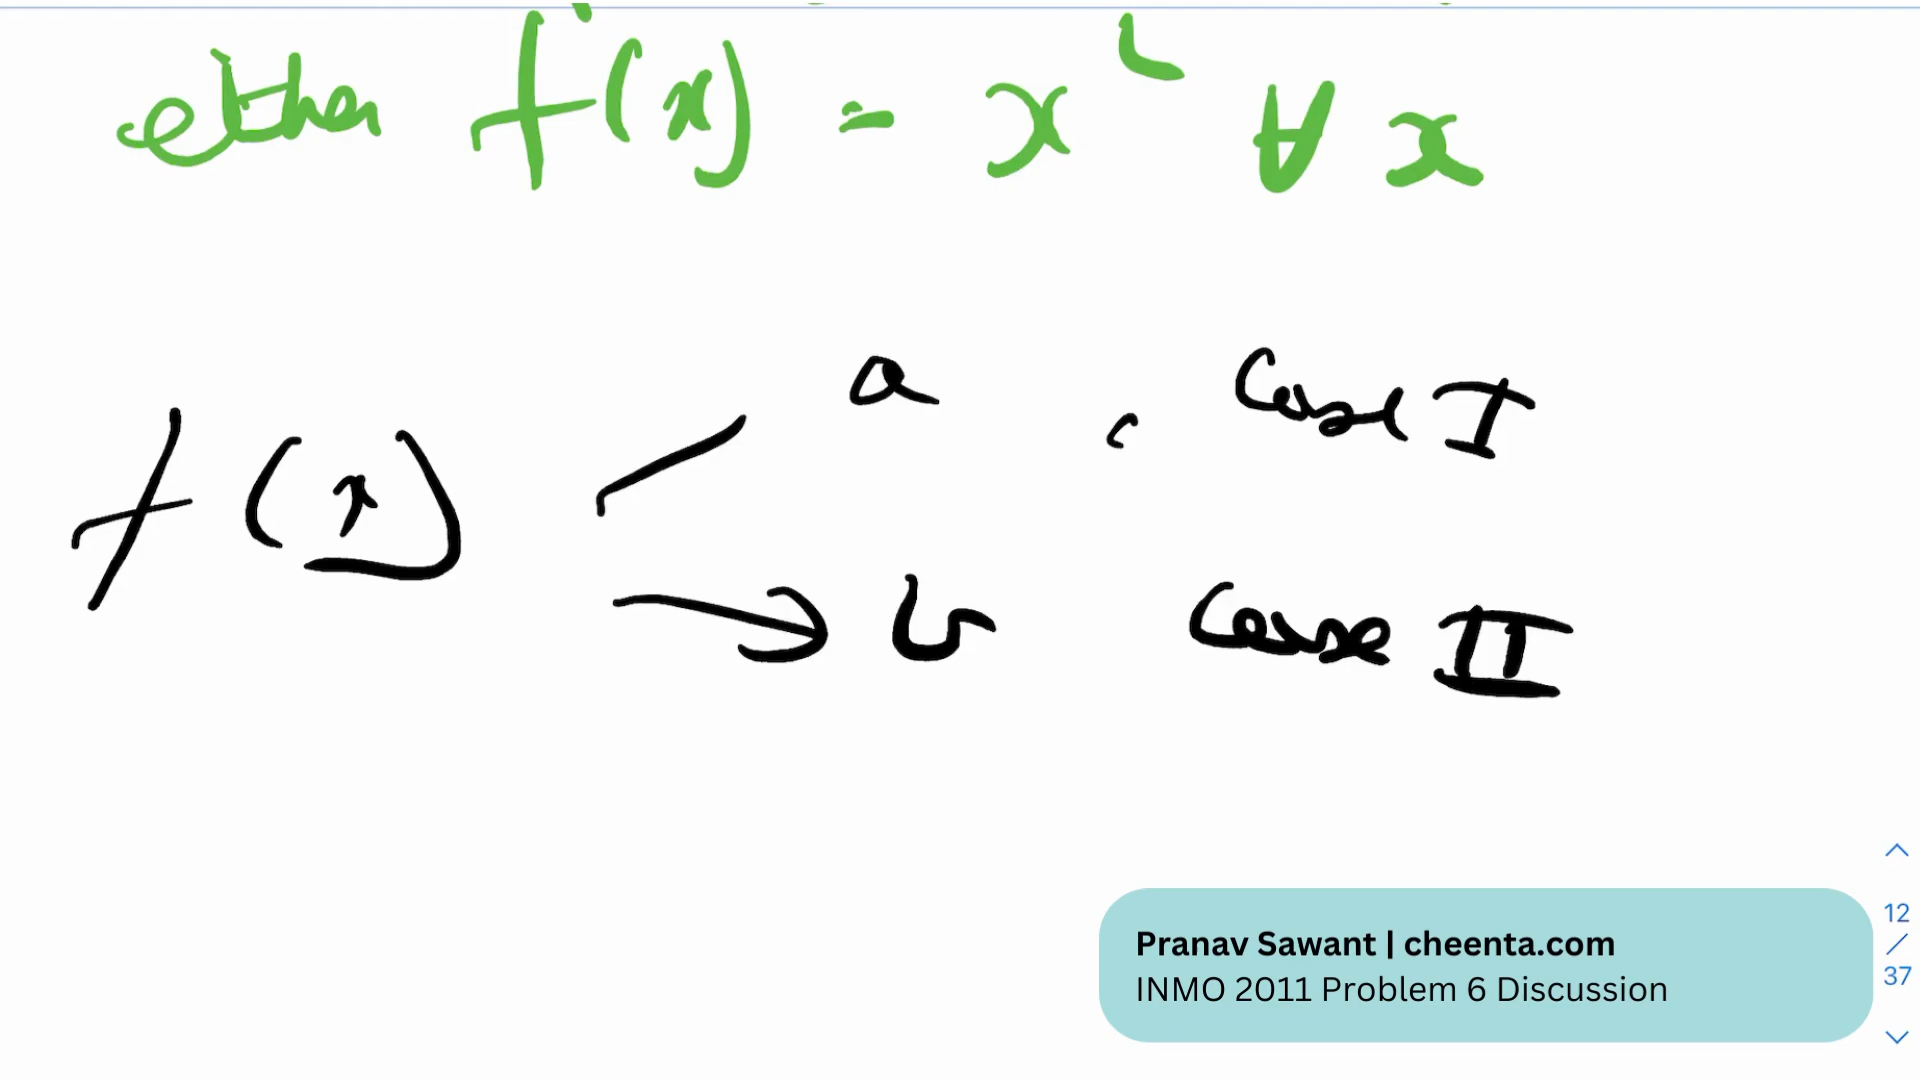 either f(x) = x² ∀ x
a , Case I
f(x)
→ b Case II
Pranav Sawant | cheenta.com
INMO 2011 Problem 6 Discussion
12
/
37